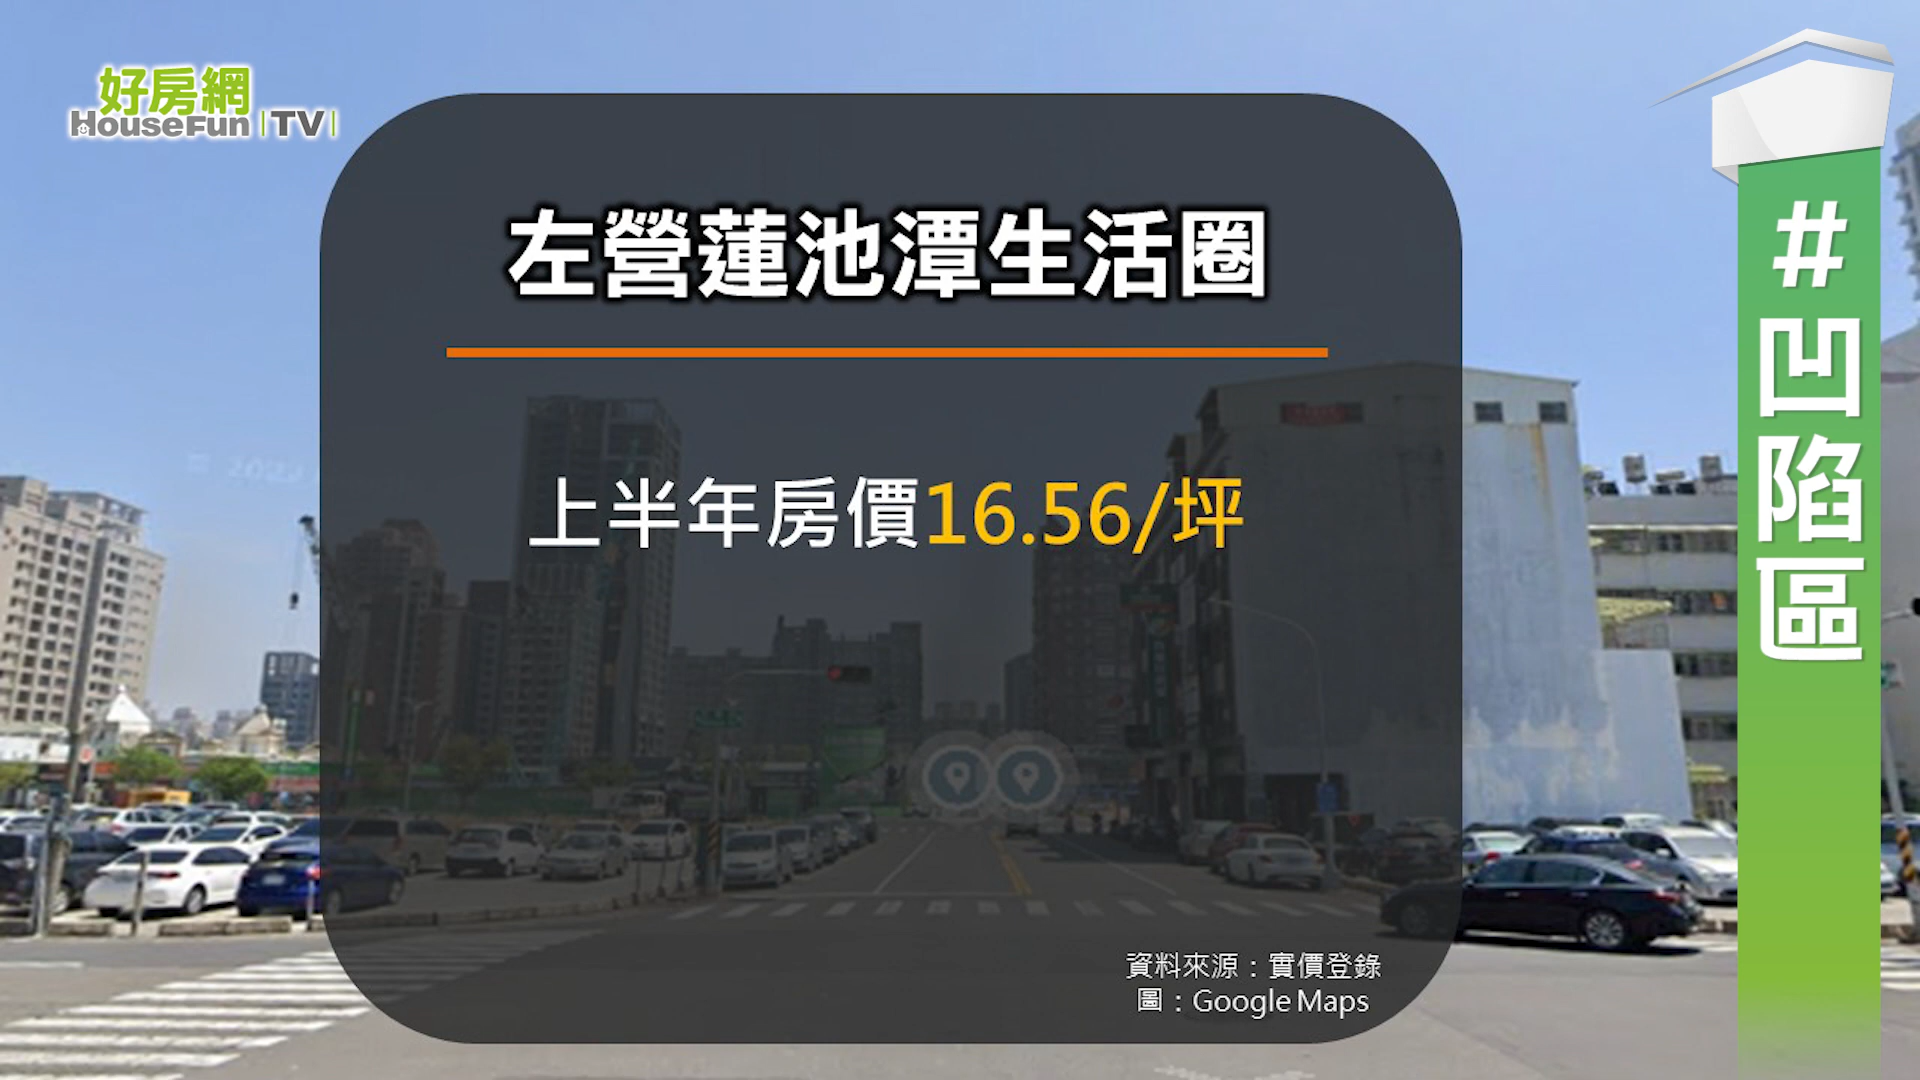 好房網
HouseFun TV
左營蓮池潭生活圈
上半年房價16.56/坪
資料來源：實價登錄
圖：Google Maps
#凹陷區